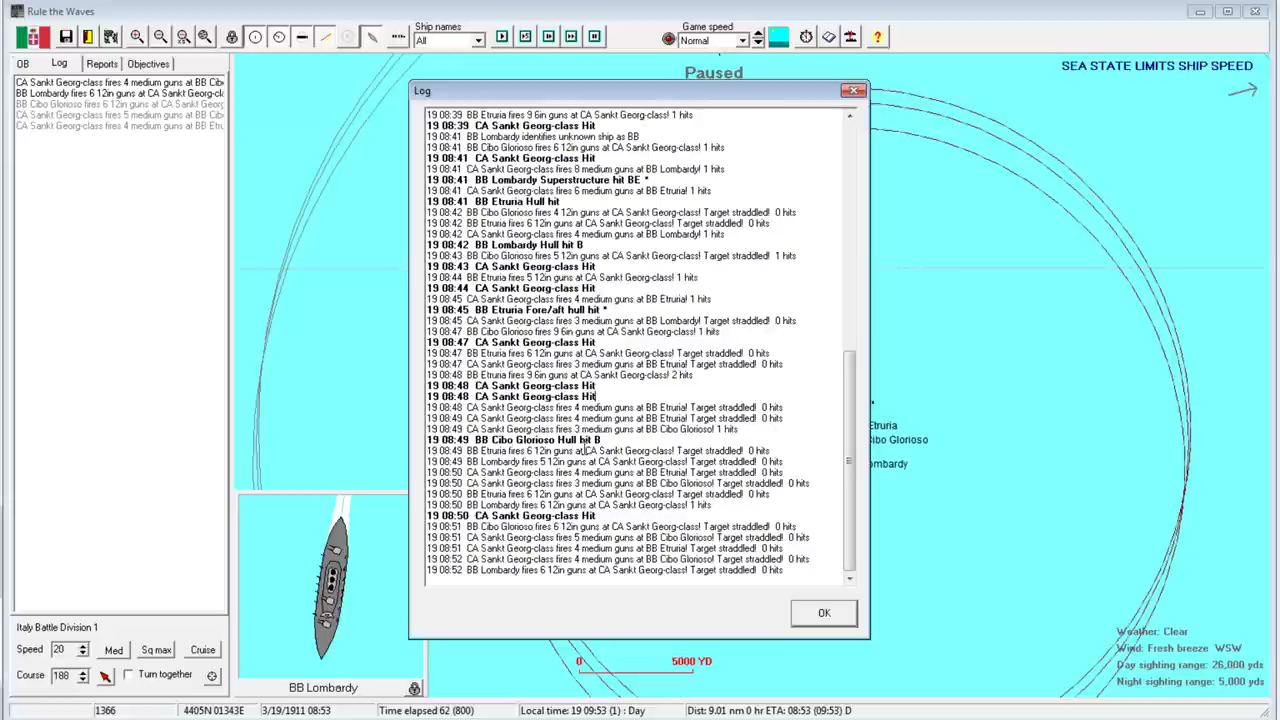 Rule the Waves
Ship names
All
Game speed
Normal
OB
Log
Reports
Objectives
CA Sankt Georg-class fires 4 medium guns at BB Cibo
BB Lombardy fires 6 12in guns at CA Sankt Georg-clas
BB Cibo Glorioso fires 6 12in guns at CA Sankt Georg
CA Sankt Georg-class fires 5 medium guns at BB Cibo
CA Sankt Georg-class fires 4 medium guns at BB Etru
Paused
SEA STATE LIMITS SHIP SPEED
Log
19 08:39 BB Etruria fires 9 6in guns at CA Sankt Georg-class! 1 hits
19 08:39 CA Sankt Georg-class Hit
19 08:41 BB Lombardy identifies unknown ship as BB
19 08:41 BB Cibo Glorioso fires 6 12in guns at CA Sankt Georg-class! 1 hits
19 08:41 CA Sankt Georg-class Hit
19 08:41 CA Sankt Georg-class fires 8 medium guns at BB Lombardy! 1 hits
19 08:41 BB Lombardy Superstructure hit BE *
19 08:41 CA Sankt Georg-class fires 6 medium guns at BB Etruria! 1 hits
19 08:41 BB Etruria Hull hit
19 08:42 BB Cibo Glorioso fires 4 12in guns at CA Sankt Georg-class! Target straddled! 0 hits
19 08:42 BB Etruria fires 6 12in guns at CA Sankt Georg-class! Target straddled! 0 hits
19 08:42 CA Sankt Georg-class fires 4 medium guns at BB Lombardy! 1 hits
19 08:42 BB Lombardy Hull hit B
19 08:43 BB Cibo Glorioso fires 5 12in guns at CA Sankt Georg-class! Target straddled! 1 hits
19 08:43 CA Sankt Georg-class Hit
19 08:44 BB Etruria fires 5 12in guns at CA Sankt Georg-class! 1 hits
19 08:44 CA Sankt Georg-class Hit
19 08:45 CA Sankt Georg-class fires 4 medium guns at BB Etruria! 1 hits
19 08:45 BB Etruria Fore/aft hull hit *
19 08:45 CA Sankt Georg-class fires 3 medium guns at BB Lombardy! Target straddled! 0 hits
19 08:47 BB Cibo Glorioso fires 9 6in guns at CA Sankt Georg-class! 1 hits
19 08:47 CA Sankt Georg-class Hit
19 08:47 BB Etruria fires 6 12in guns at CA Sankt Georg-class! Target straddled! 0 hits
19 08:47 CA Sankt Georg-class fires 3 medium guns at BB Etruria! Target straddled! 0 hits
19 08:48 BB Etruria fires 9 6in guns at CA Sankt Georg-class! 2 hits
19 08:48 CA Sankt Georg-class Hit
19 08:48 CA Sankt Georg-class Hit
19 08:48 CA Sankt Georg-class fires 4 medium guns at BB Etruria! Target straddled! 0 hits
19 08:49 CA Sankt Georg-class fires 4 medium guns at BB Etruria! Target straddled! 0 hits
19 08:49 CA Sankt Georg-class fires 3 medium guns at BB Cibo Glorioso! 1 hits
19 08:49 BB Cibo Glorioso Hull hit B
19 08:49 BB Etruria fires 6 12in guns at CA Sankt Georg-class! Target straddled! 0 hits
19 08:49 BB Lombardy fires 5 12in guns at CA Sankt Georg-class! Target straddled! 0 hits
19 08:50 CA Sankt Georg-class fires 4 medium guns at BB Etruria! Target straddled! 0 hits
19 08:50 CA Sankt Georg-class fires 3 medium guns at BB Cibo Glorioso! Target straddled! 0 hits
19 08:50 BB Etruria fires 6 12in guns at CA Sankt Georg-class! Target straddled! 0 hits
19 08:50 BB Lombardy fires 6 12in guns at CA Sankt Georg-class! 1 hits
19 08:50 CA Sankt Georg-class Hit
19 08:51 BB Cibo Glorioso fires 6 12in guns at CA Sankt Georg-class! Target straddled! 0 hits
19 08:51 CA Sankt Georg-class fires 5 medium guns at BB Cibo Glorioso! Target straddled! 0 hits
19 08:51 CA Sankt Georg-class fires 4 medium guns at BB Etruria! Target straddled! 0 hits
19 08:52 CA Sankt Georg-class fires 4 medium guns at BB Cibo Glorioso! Target straddled! 0 hits
19 08:52 BB Lombardy fires 6 12in guns at CA Sankt Georg-class! Target straddled! 0 hits
OK
Etruria
Cibo Glorioso
ombardy
Italy Battle Division 1
Speed 20 Med Sq max Cruise
Course 188 Turn together
BB Lombardy
0 5000 YD
Weather: Clear
Wind: Fresh breeze WSW
Day sighting range: 26,000 yds
Night sighting range: 5,000 yds
1366 4405N 01343E 3/19/1911 08:53 Time elapsed 62 (800) Local time: 19 09:53 (1) : Day Dist: 9.01 nm 0 hr ETA: 08:53 (09:53) D